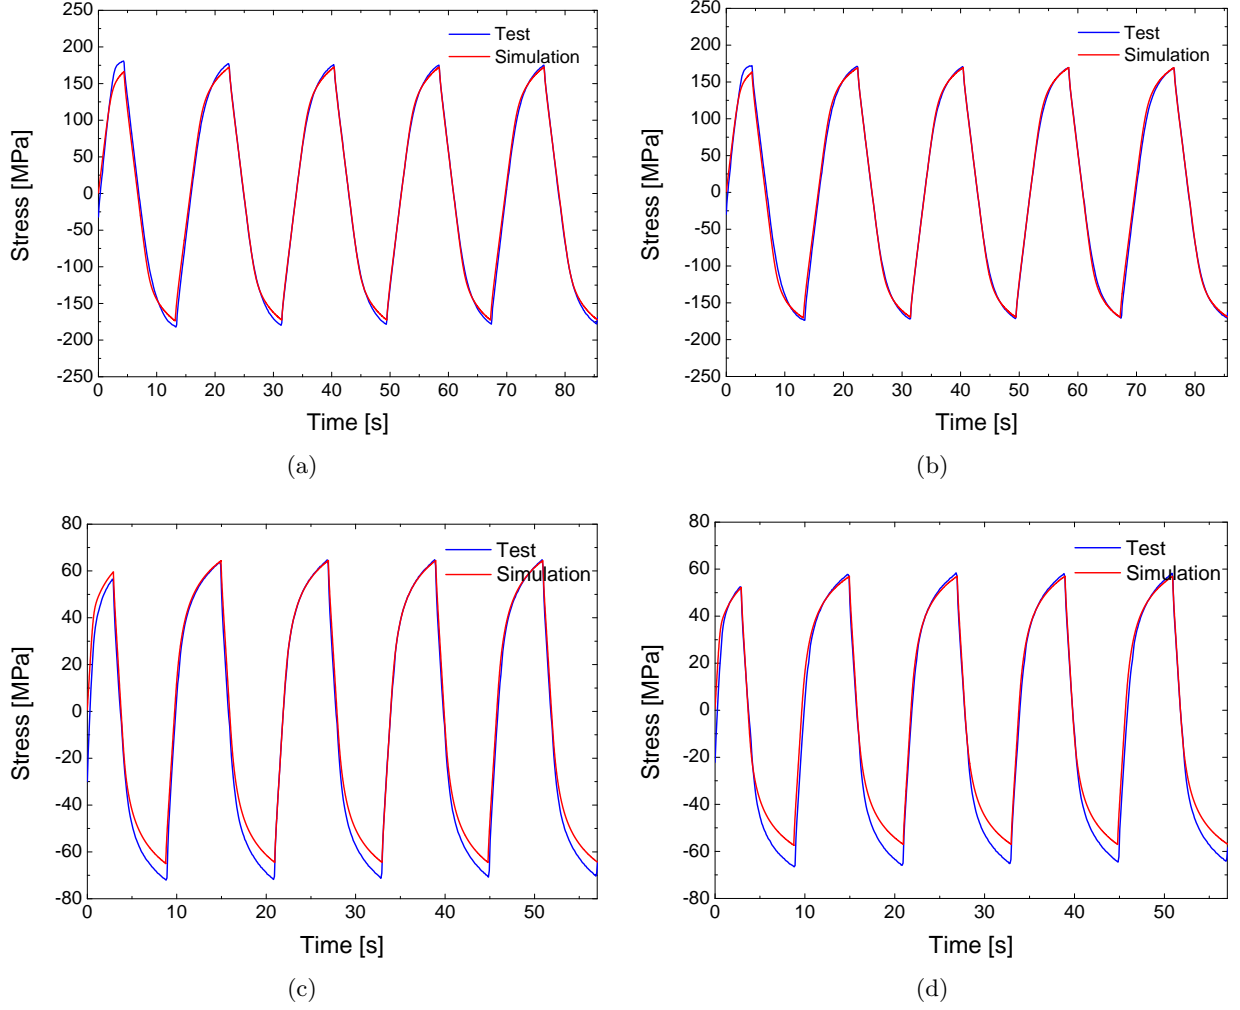 250
200
150
100
50
0
-50
-100
-150
-200
-250
Stress [MPa]
Test
Simulation
0 10 20 30 40 50 60 70 80
Time [s]
(a)
250
200
150
100
50
0
-50
-100
-150
-200
-250
Stress [MPa]
Test
Simulation
0 10 20 30 40 50 60 70 80
Time [s]
(b)
80
60
40
20
0
-20
-40
-60
-80
Stress [MPa]
Test
Simulation
0 10 20 30 40 50
Time [s]
(c)
80
60
40
20
0
-20
-40
-60
-80
Stress [MPa]
Test
Simulation
0 10 20 30 40 50
Time [s]
(d)